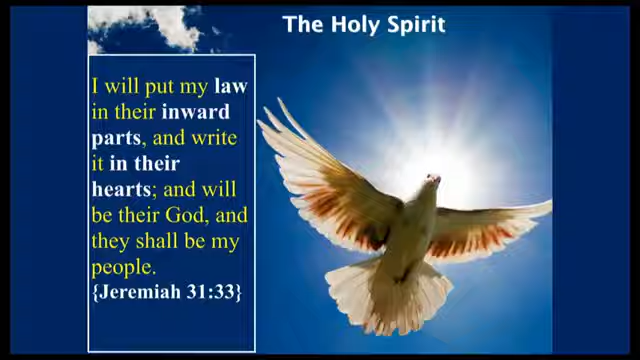 The Holy Spirit
I will put my law
in their inward
parts, and write
it in their
hearts; and will
be their God, and
they shall be my
people.
{Jeremiah 31:33}